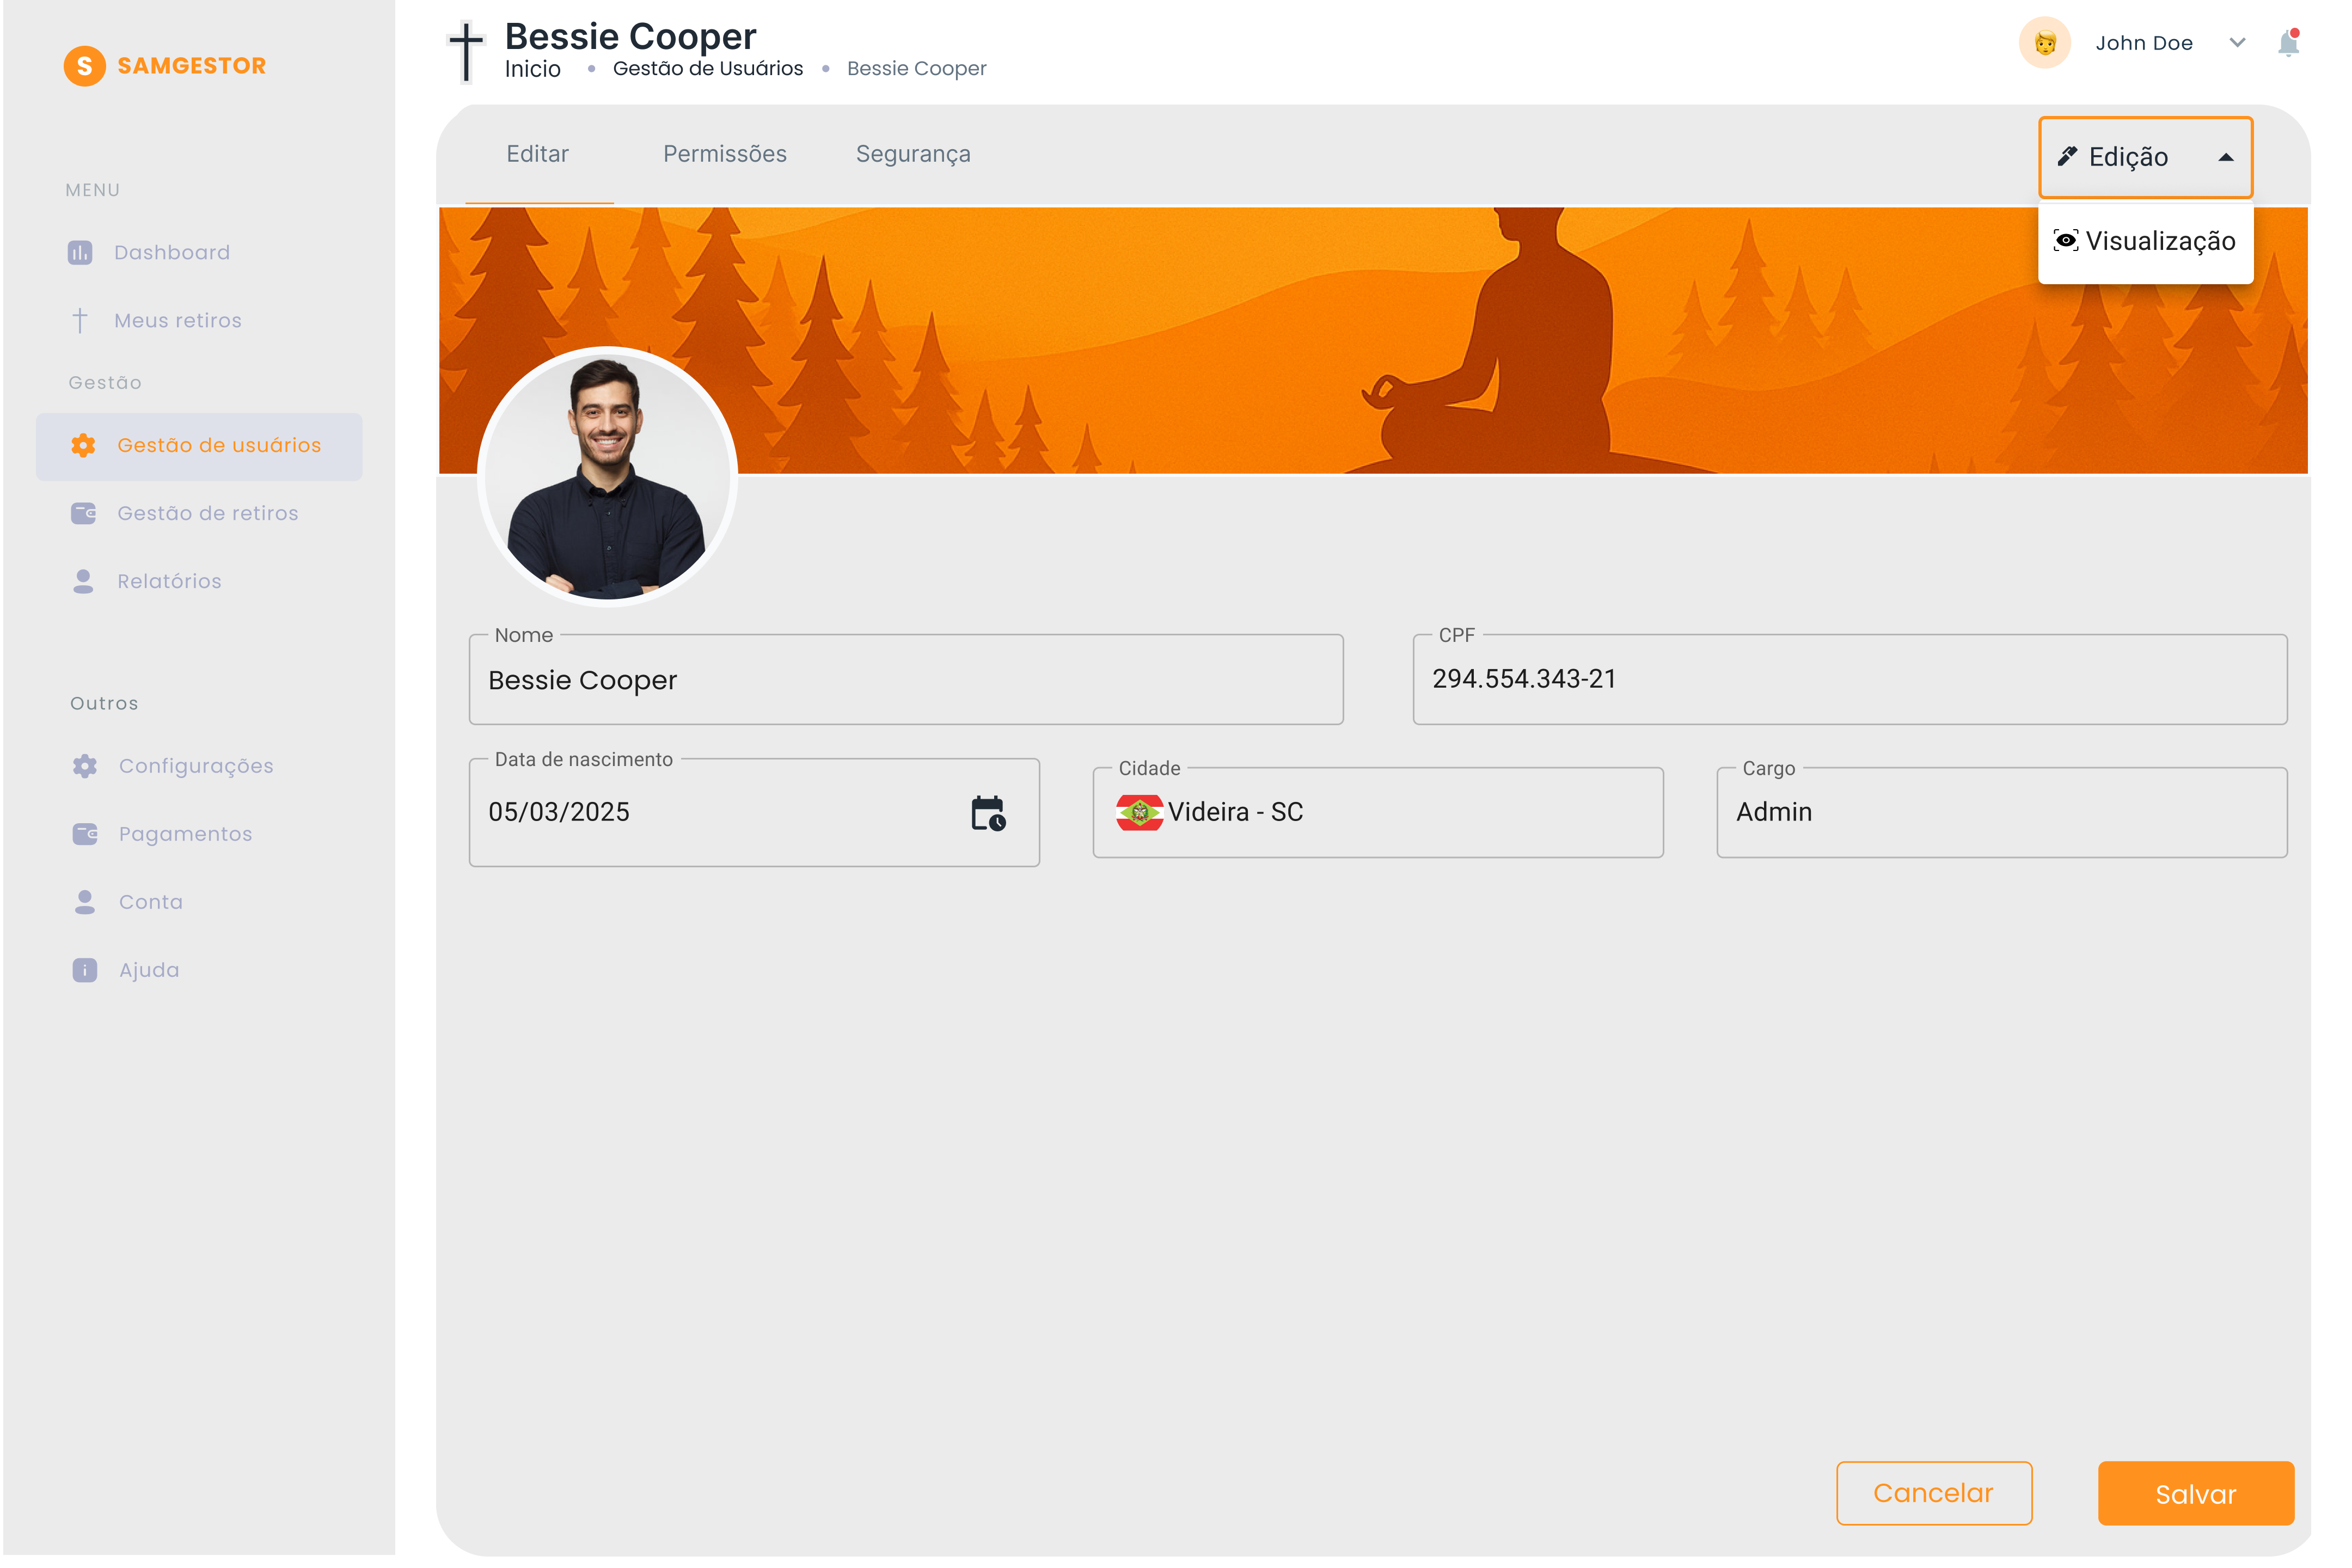 S SAMGESTOR
MENU
Dashboard
Meus retiros
Gestão
Gestão de usuários
Gestão de retiros
Relatórios
Outros
Configurações
Pagamentos
Conta
Ajuda
Bessie Cooper
Inicio • Gestão de Usuários • Bessie Cooper
John Doe
Editar Permissões Segurança
Edição
Visualização
Nome
Bessie Cooper
CPF
294.554.343-21
Data de nascimento
05/03/2025
Cidade
Videira - SC
Cargo
Admin
Cancelar Salvar